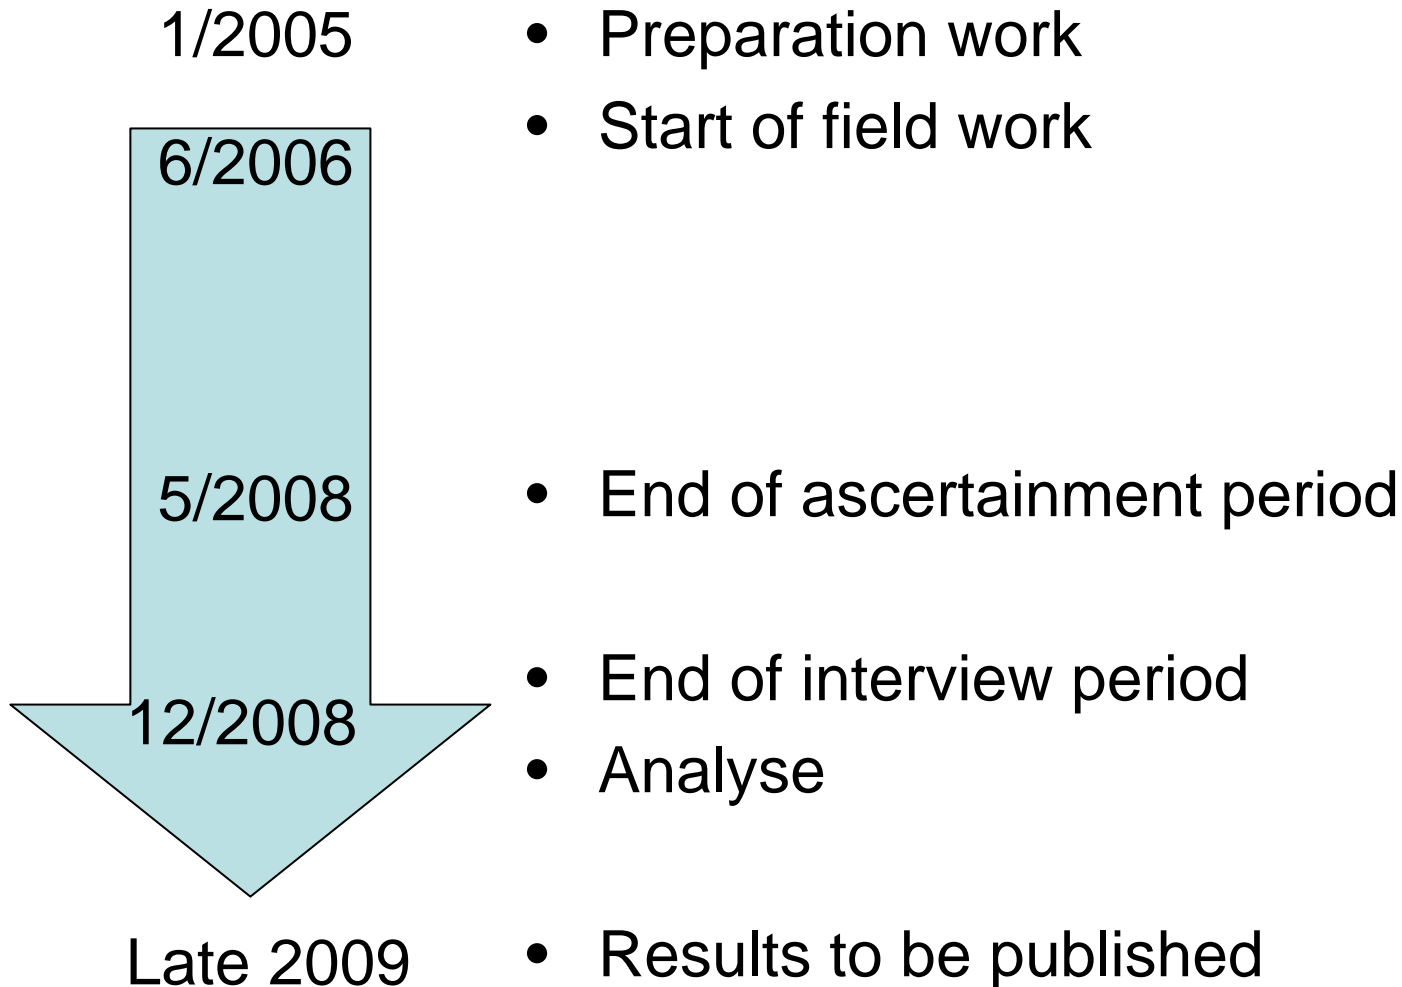 1/2005 • Preparation work
6/2006 • Start of field work
5/2008 • End of ascertainment period
12/2008 • End of interview period
• Analyse
Late 2009 • Results to be published